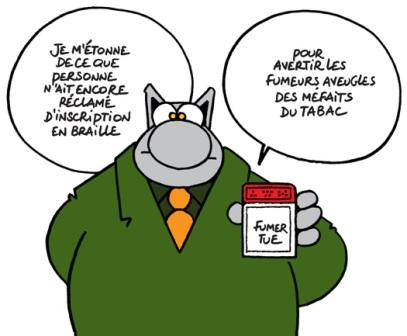 JE M'ÉTONNE
DE CE QUE
PERSONNE
N'AIT ENCORE
RÉCLAMÉ
D'INSCRIPTION
EN BRAILLE
POUR
AVERTIR LES
FUMEURS AVEUGLES
DES MÉFAITS
DU TABAC
FUMER
TUE